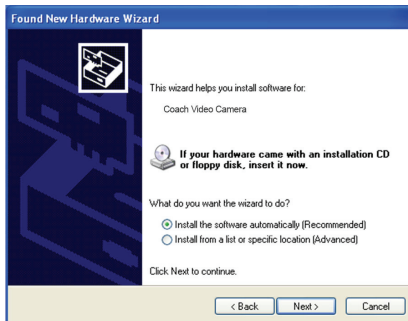 Found New Hardware Wizard
This wizard helps you install software for:
Coach Video Camera
If your hardware came with an installation CD
or floppy disk, insert it now.
What do you want the wizard to do?
Install the software automatically (Recommended)
Install from a list or specific location (Advanced)
Click Next to continue.
< Back Next > Cancel